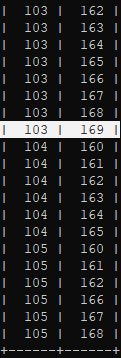 |  103 |  162 |
|  103 |  163 |
|  103 |  164 |
|  103 |  165 |
|  103 |  166 |
|  103 |  167 |
|  103 |  168 |
|  103 |  169 |
|  104 |  160 |
|  104 |  161 |
|  104 |  162 |
|  104 |  163 |
|  104 |  164 |
|  104 |  165 |
|  105 |  160 |
|  105 |  161 |
|  105 |  162 |
|  105 |  166 |
|  105 |  167 |
|  105 |  168 |
+------+------+